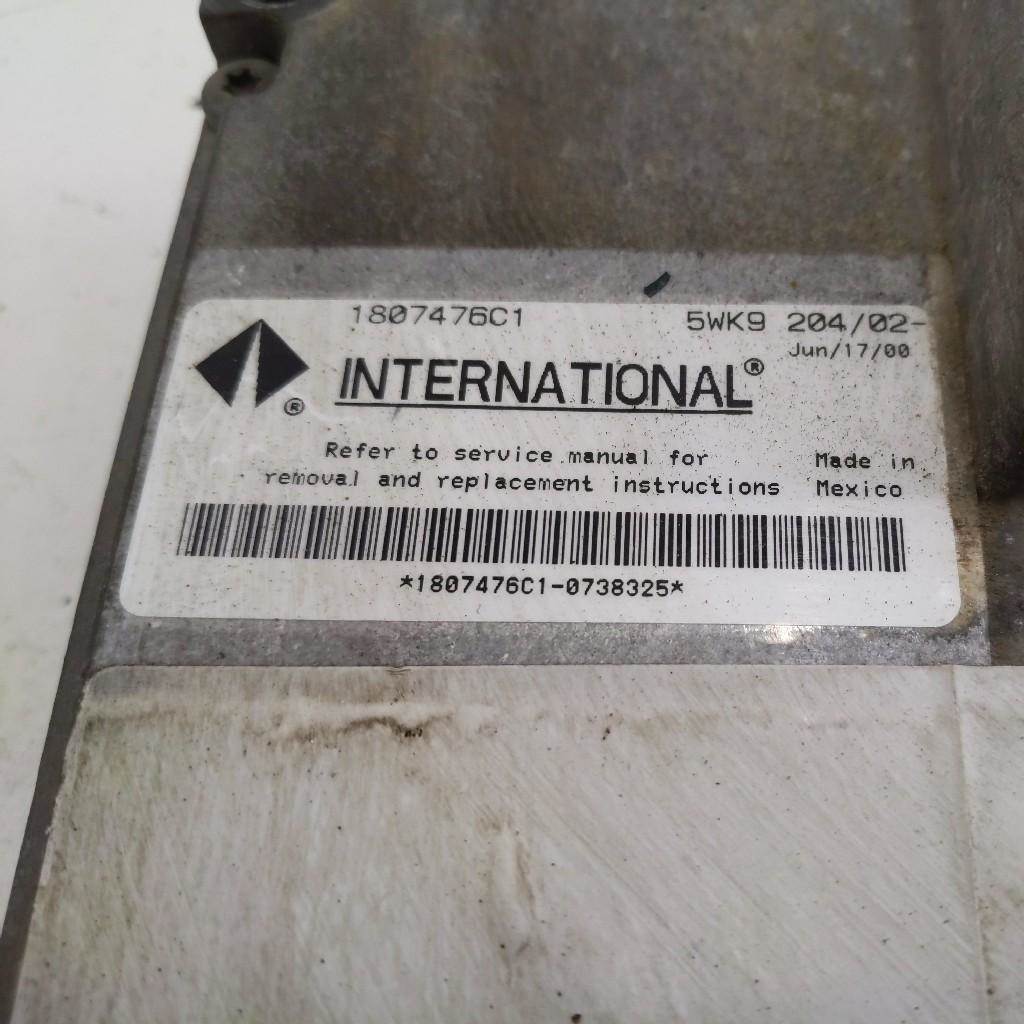 1807476C1 5WK9 204/02-
Jun/17/00
INTERNATIONAL®
®
Refer to service manual for
removal and replacement instructions
Made in
Mexico
*1807476C1-0738325*